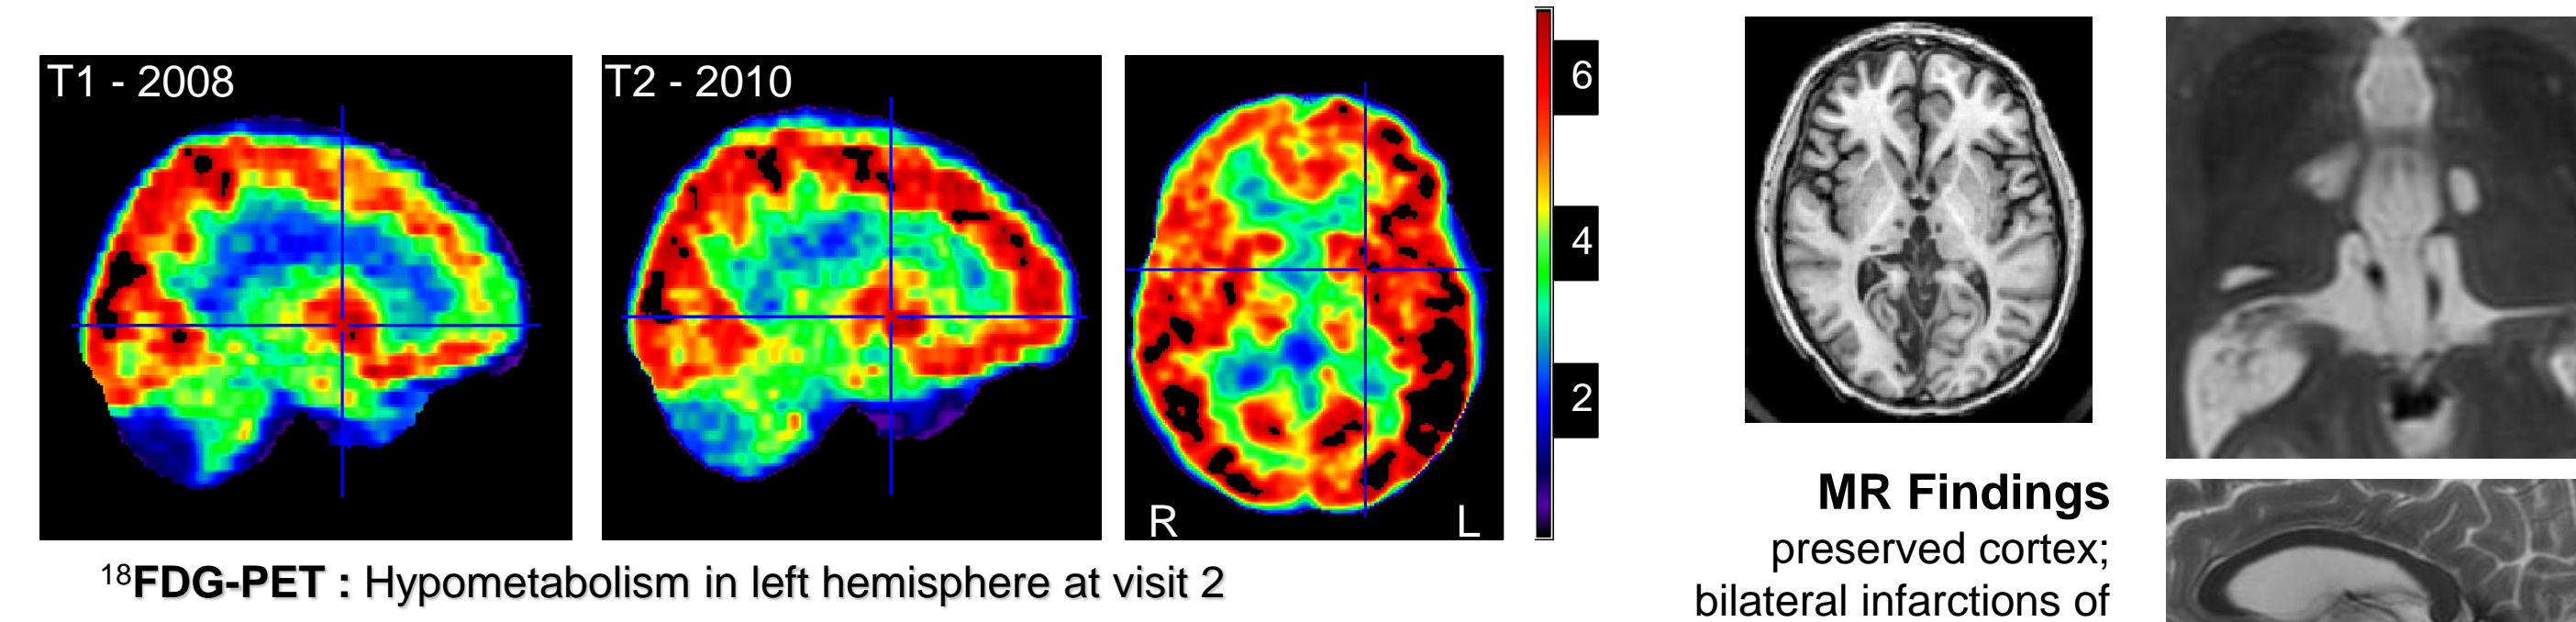 T1 - 2008
T2 - 2010
R
L
6
4
2
18FDG-PET : Hypometabolism in left hemisphere at visit 2
MR Findings
preserved cortex;
bilateral infarctions of